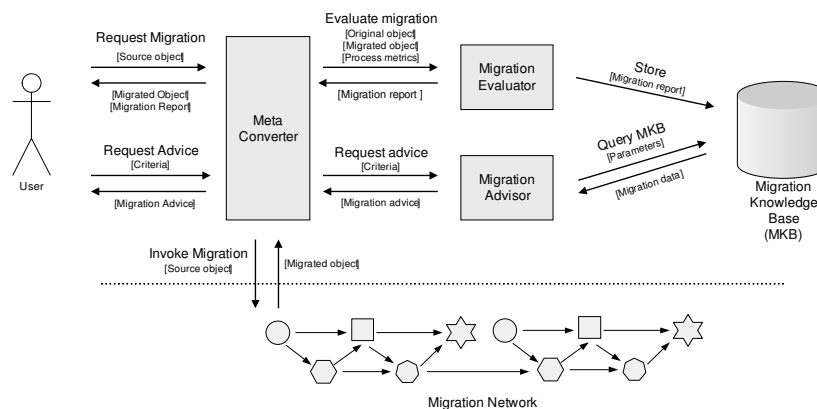 Request Migration
[Source object]
[Migrated Object]
[Migration Report]
Request Advice
[Criteria]
[Migration Advice]
User
Meta
Converter
Evaluate migration
[Original object]
[Migrated object]
[Process metrics]
[Migration report ]
Request advice
[Criteria]
[Migration advice]
Migration
Evaluator
Migration
Advisor
Store
[Migration report]
Query MKB
[Parameters]
[Migration data]
Migration
Knowledge
Base
(MKB)
Invoke Migration
[Source object]
[Migrated object]
Migration Network